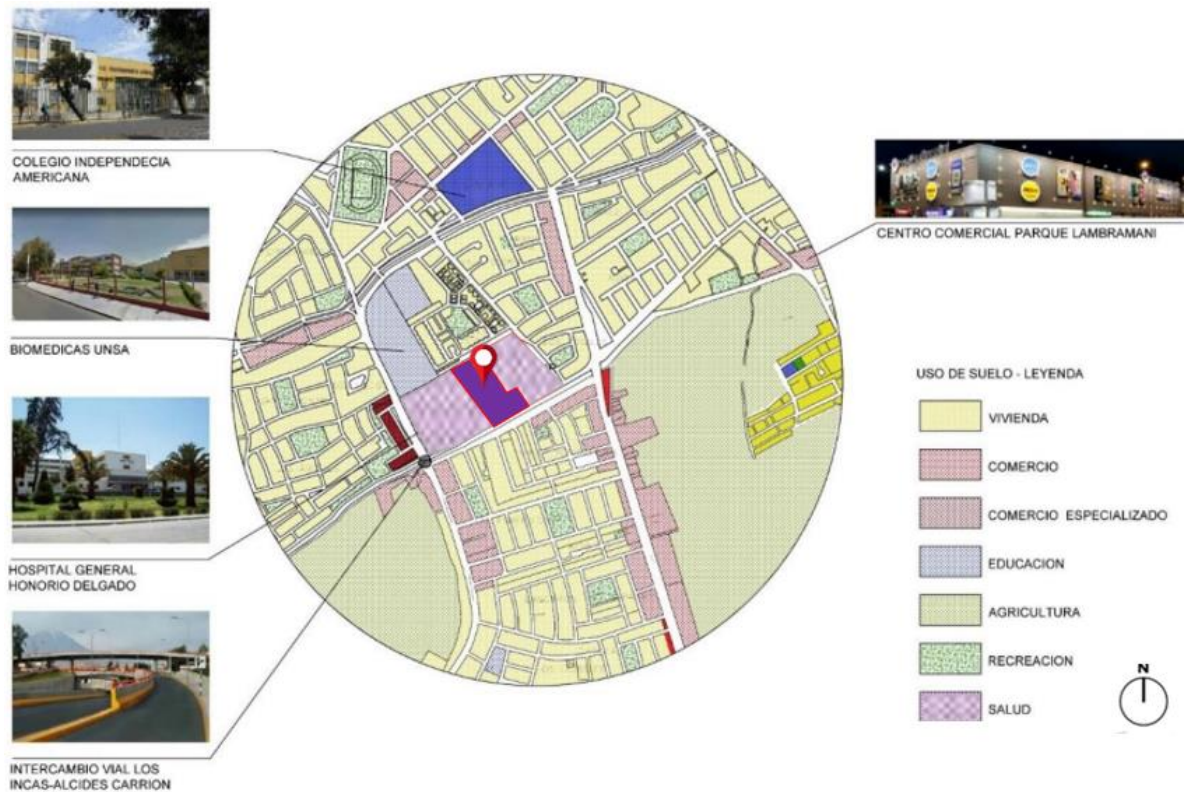 COLEGIO INDEPENDECIA
AMERICANA
BIOMEDICAS UNSA
HOSPITAL GENERAL
HONORIO DELGADO
INTERCAMBIO VIAL LOS
INCAS-ALCIDES CARRION
CENTRO COMERCIAL PARQUE LAMBRAMANI
USO DE SUELO - LEYENDA
VIVIENDA
COMERCIO
COMERCIO ESPECIALIZADO
EDUCACION
AGRICULTURA
RECREACION
SALUD
N